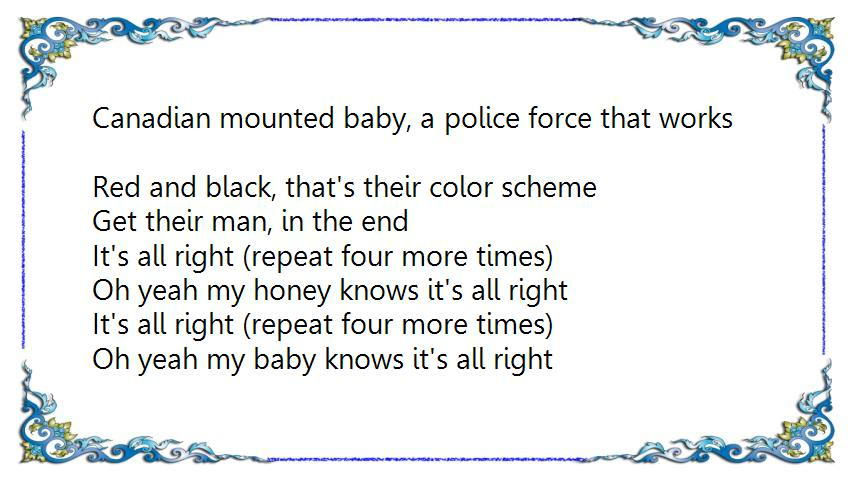 Canadian mounted baby, a police force that works
Red and black, that's their color scheme
Get their man, in the end
It's all right (repeat four more times)
Oh yeah my honey knows it's all right
It's all right (repeat four more times)
Oh yeah my baby knows it's all right